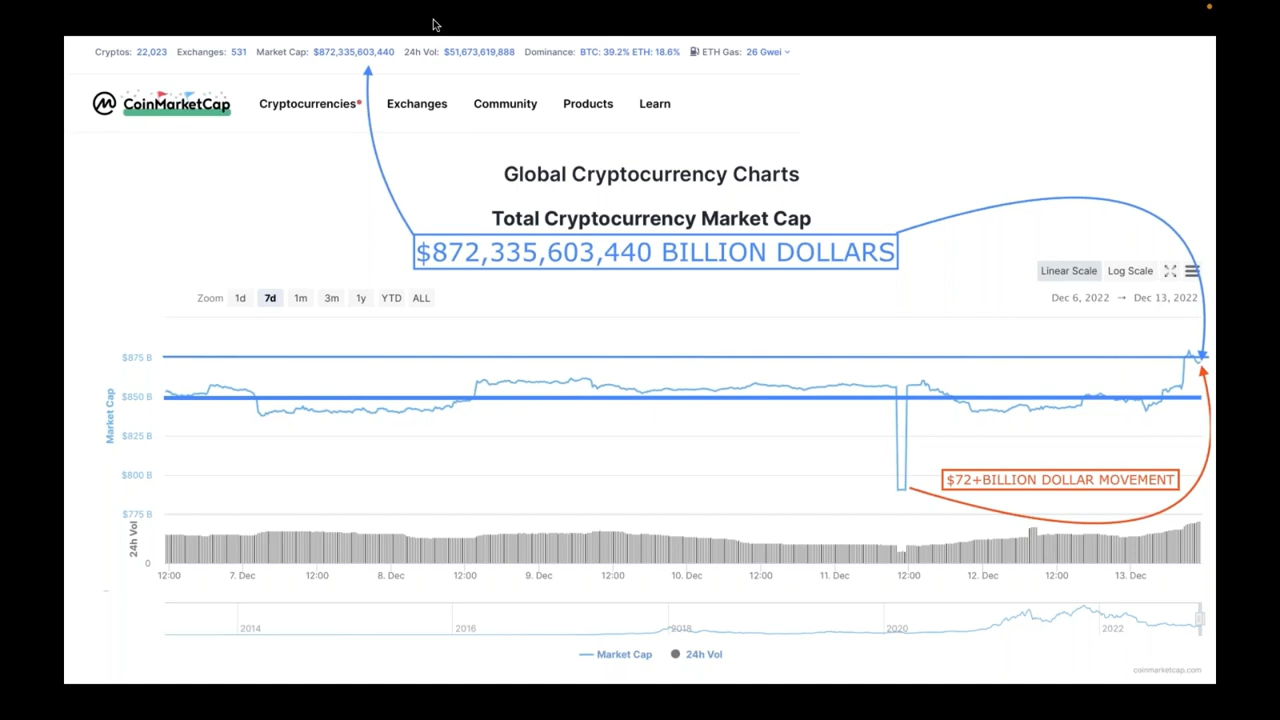 Cryptos: 22,023 Exchanges: 531 Market Cap: $872,335,603,440 24h Vol: $51,673,619,888 Dominance: BTC: 39.2% ETH: 18.6% ETH Gas: 26 Gwei
CoinMarketCap Cryptocurrencies Exchanges Community Products Learn
Global Cryptocurrency Charts
Total Cryptocurrency Market Cap
$872,335,603,440 BILLION DOLLARS
Linear Scale Log Scale
Zoom 1d 7d 1m 3m 1y YTD ALL Dec 6, 2022 → Dec 13, 2022
$875 B
$850 B
$825 B
$800 B
$775 B
Market Cap
$72+BILLION DOLLAR MOVEMENT
24h Vol
0
12:00 7. Dec 12:00 8. Dec 12:00 9. Dec 12:00 10. Dec 12:00 11. Dec 12:00 12. Dec 12:00 13. Dec
2014 2016 2018 2020 2022
Market Cap 24h Vol
coinmarketcap.com